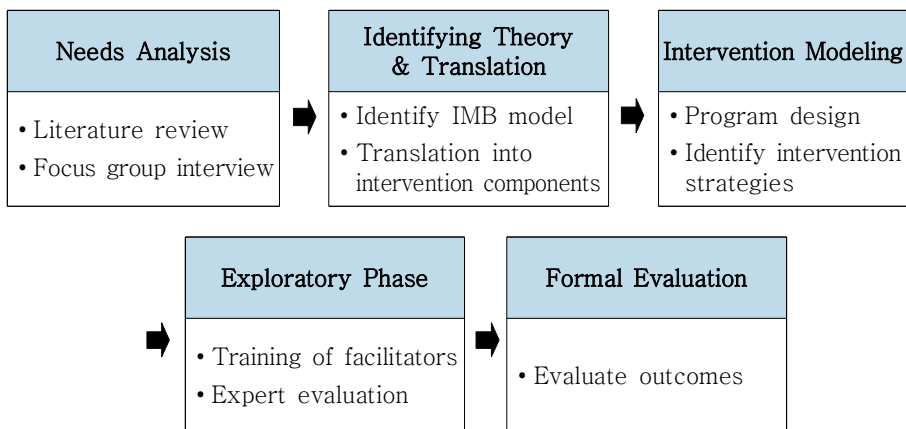 Needs Analysis
• Literature review
• Focus group interview
Identifying Theory
& Translation
• Identify IMB model
• Translation into
intervention components
Intervention Modeling
• Program design
• Identify intervention
strategies
Exploratory Phase
• Training of facilitators
• Expert evaluation
Formal Evaluation
• Evaluate outcomes